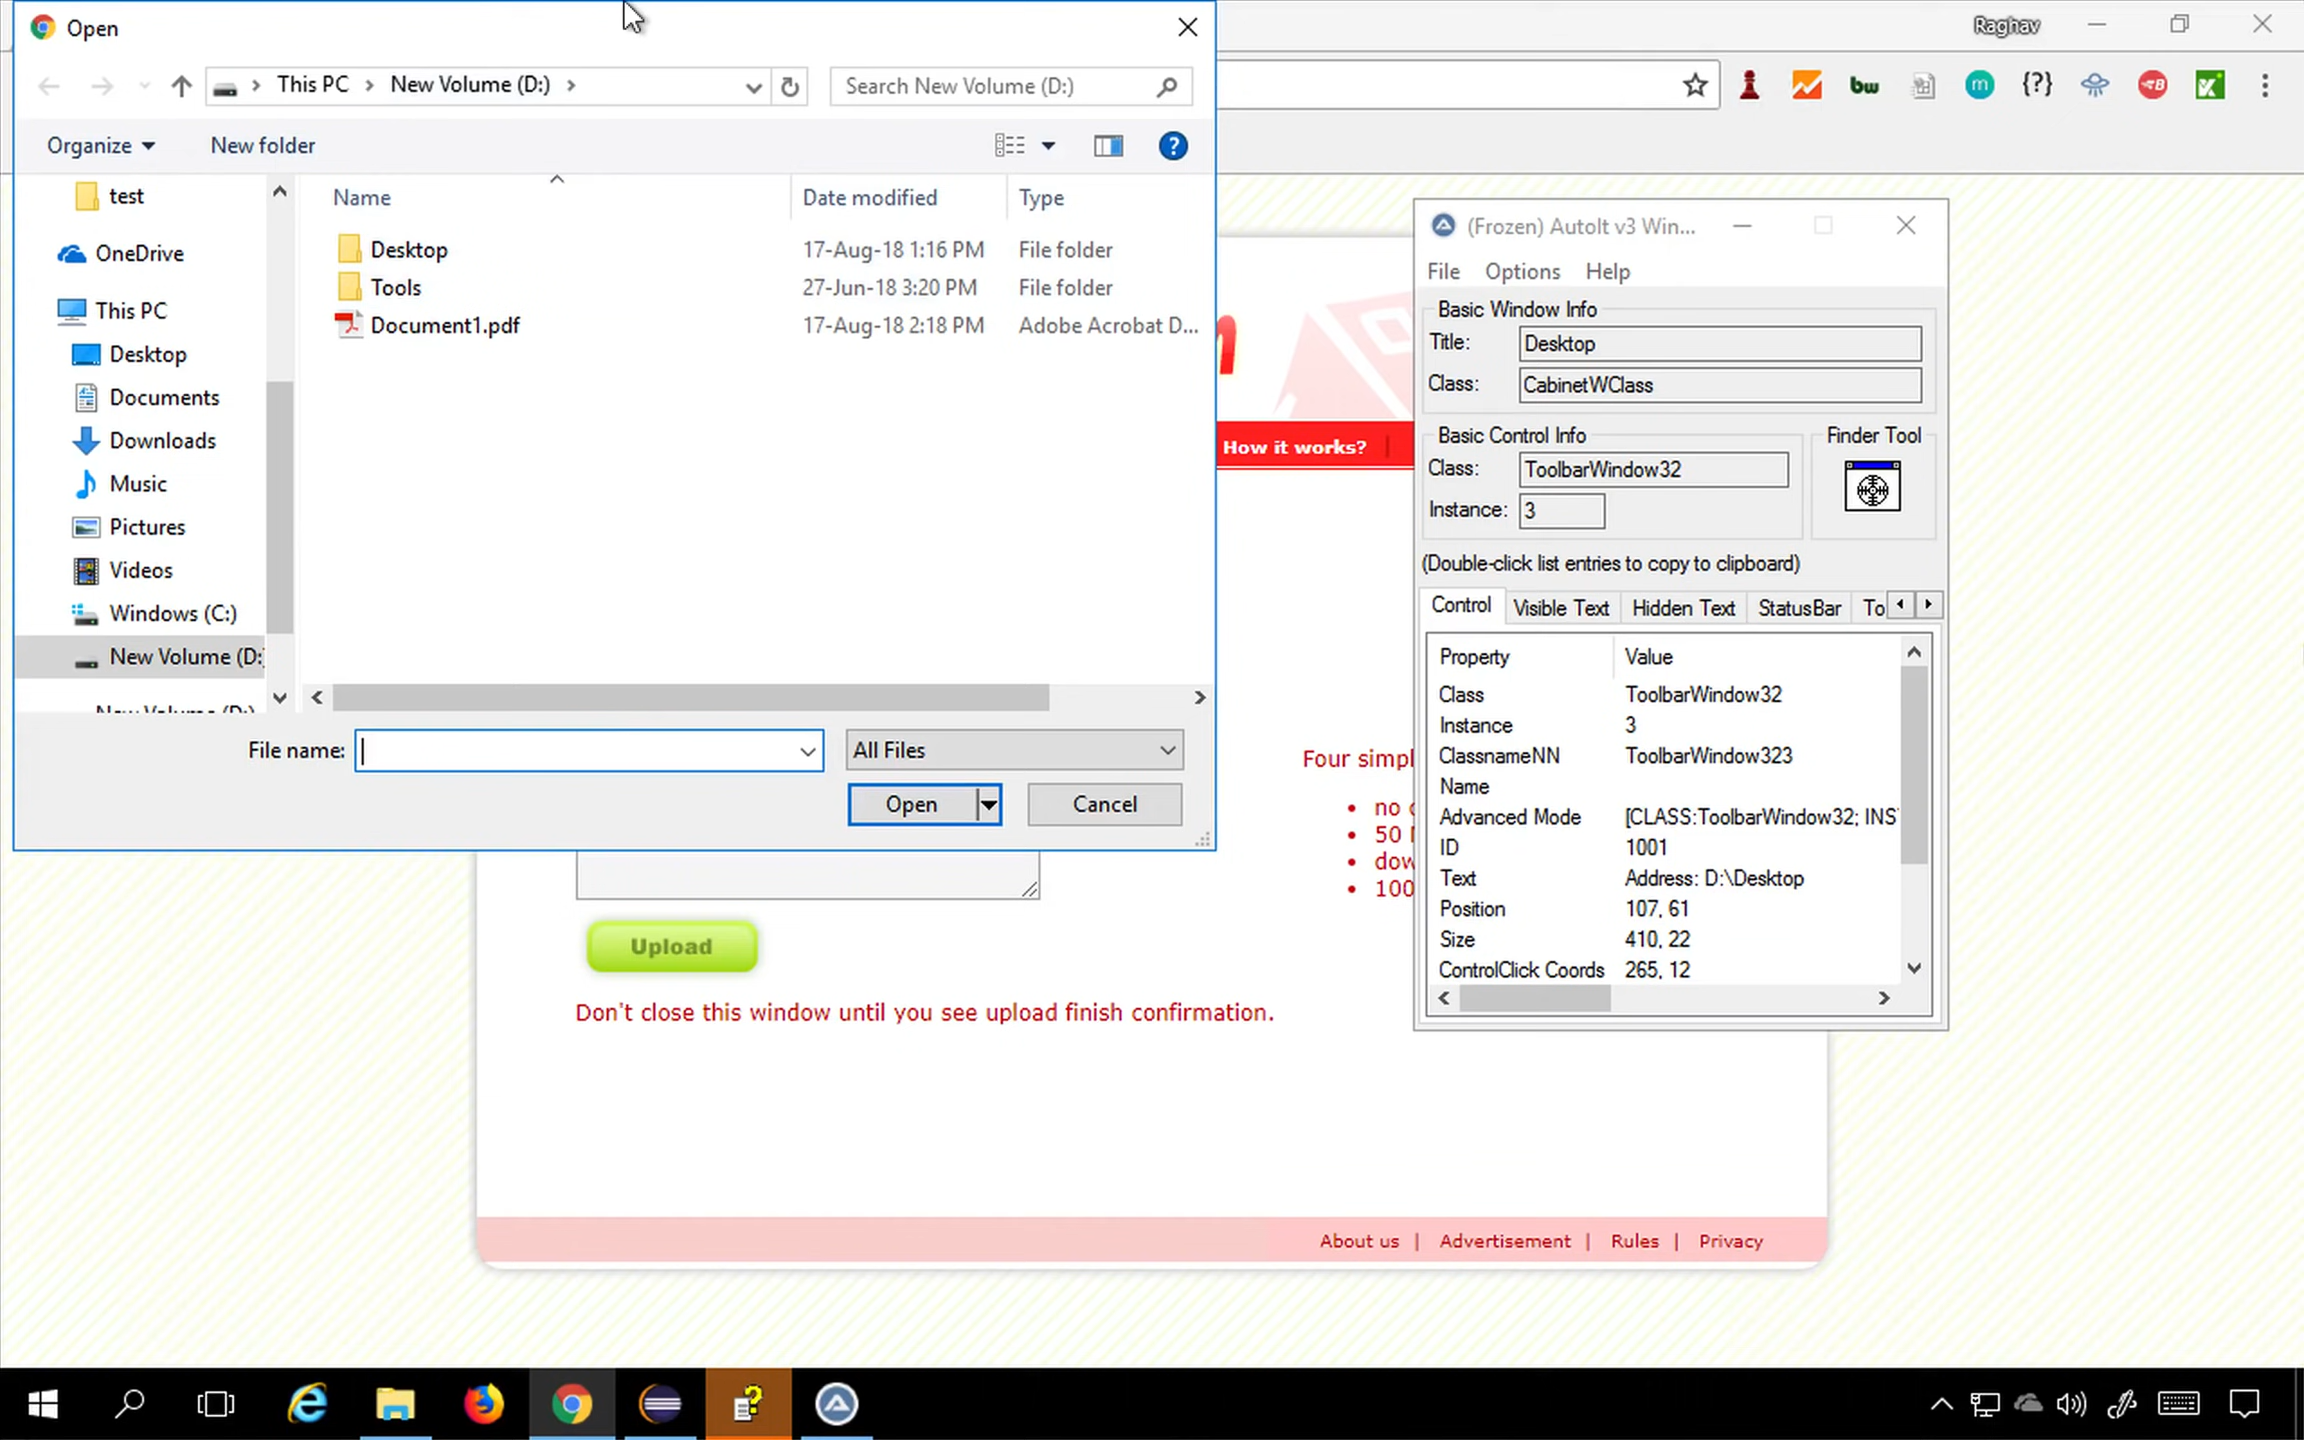 Open
Raghav
This PC > New Volume (D:) >
Search New Volume (D:)
bw
m
{?}
Organize
New folder
?
Name
Date modified
Type
test
OneDrive
This PC
Desktop
Documents
Downloads
Music
Pictures
Videos
Windows (C:)
New Volume (D:
New Volume (D:)
Desktop 17-Aug-18 1:16 PM File folder
Tools 27-Jun-18 3:20 PM File folder
Document1.pdf 17-Aug-18 2:18 PM Adobe Acrobat D...
File name:
All Files
Open
Cancel
How it works?
(Frozen) AutoIt v3 Win...
File Options Help
Basic Window Info
Title: Desktop
Class: CabinetWClass
Basic Control Info
Class: ToolbarWindow32
Instance: 3
Finder Tool
(Double-click list entries to copy to clipboard)
Control Visible Text Hidden Text StatusBar To
Property Value
Class ToolbarWindow32
Instance 3
ClassnameNN ToolbarWindow323
Name
Advanced Mode [CLASS:ToolbarWindow32; INS
ID 1001
Text Address: D:\Desktop
Position 107, 61
Size 410, 22
ControlClick Coords 265, 12
Four simpl
no
50
dow
100
Upload
Don't close this window until you see upload finish confirmation.
About us | Advertisement | Rules | Privacy